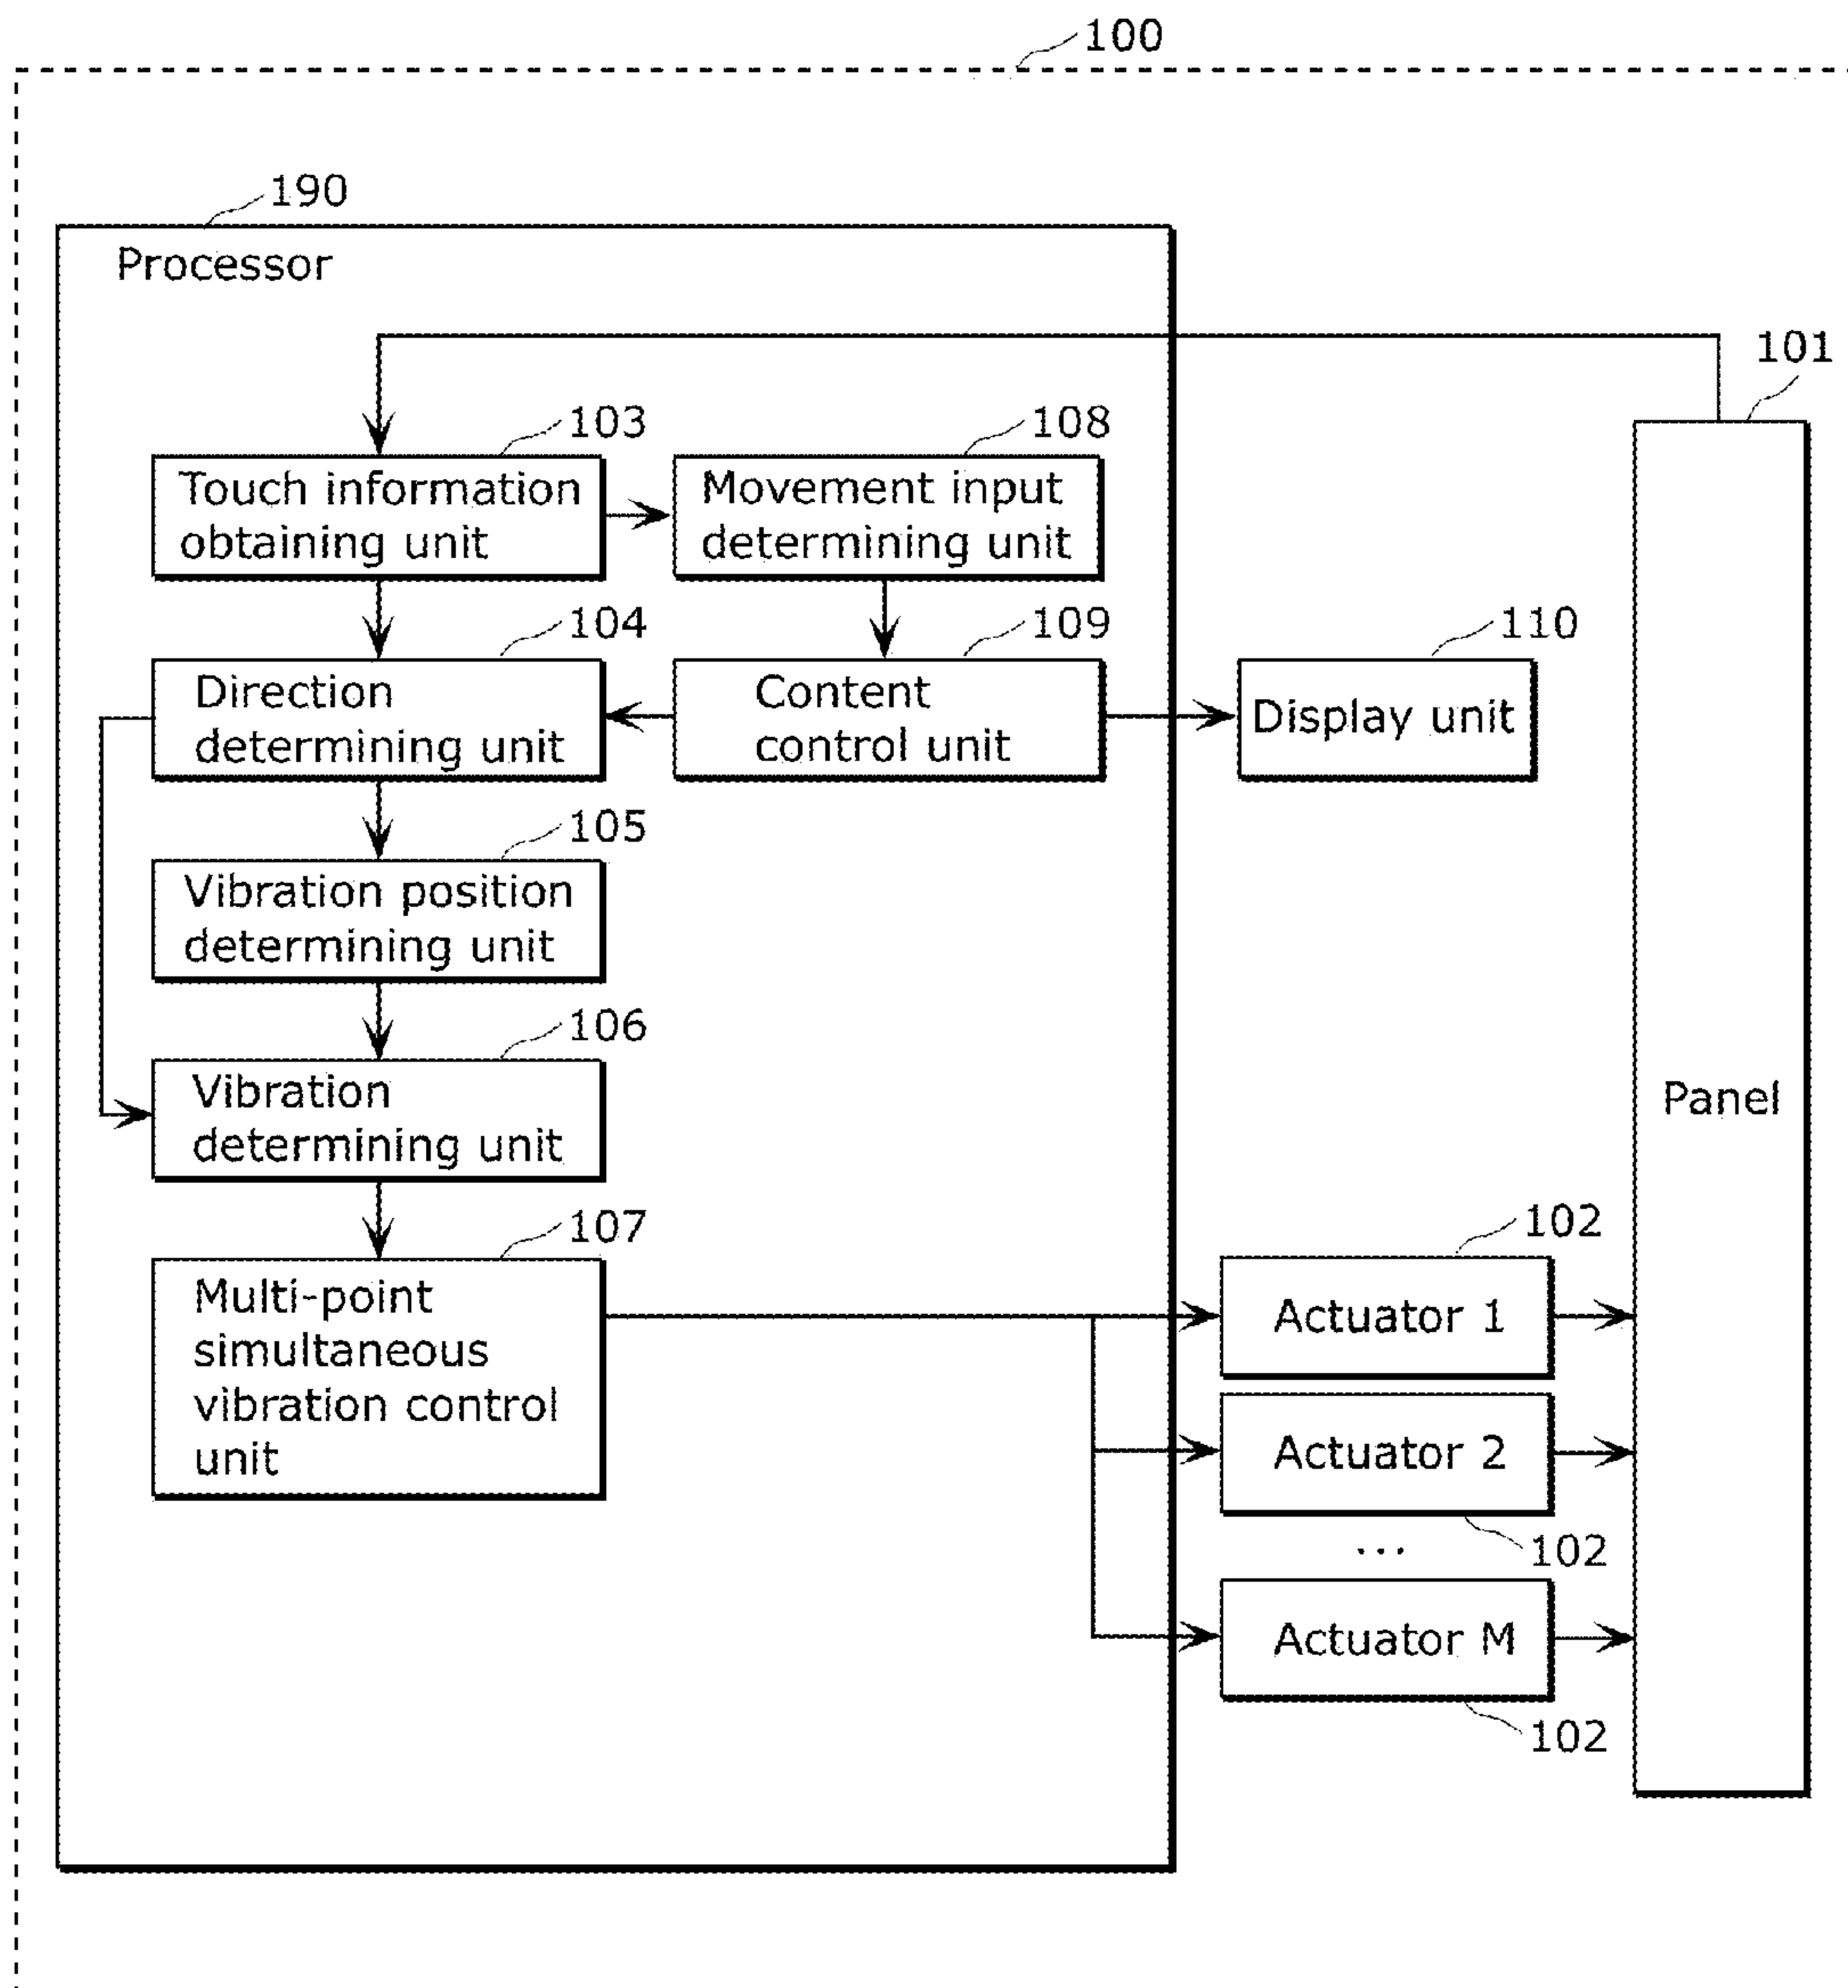 100
190
Processor
101
103
108
Touch information
obtaining unit
Movement input
determining unit
104
109
110
Direction
determining unit
Content
control unit
Display unit
105
Vibration position
determining unit
106
Vibration
determining unit
Panel
107
102
Multi-point
simultaneous
vibration control
unit
Actuator 1
Actuator 2
102
...
Actuator M
102